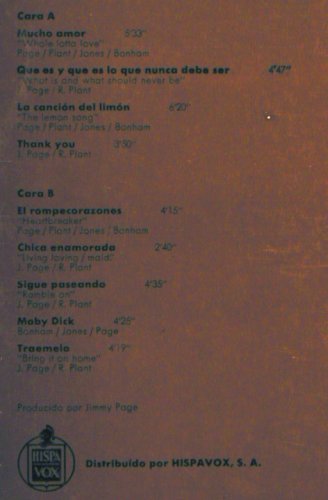 Cara A
Mucho amor 5'33"
"Whole lotta love"
Page / Plant / Jones / Bonham
Que es y que es lo que nunca debe ser 4'47"
"What is and what should never be"
J. Page / R. Plant
La canción del limón 6'20"
"The lemon song"
Page / Plant / Jones / Bonham
Thank you 3'50"
J. Page / R. Plant
Cara B
El rompecorazones 4'15"
"Heartbreaker"
Page / Plant / Jones / Bonham
Chica enamorada 2'40"
"Living loving / maid"
J. Page / R. Plant
Sigue paseando 4'35"
"Ramble on"
J. Page / R. Plant
Moby Dick 4'25"
Bonham / Jones / Page
Traemelo 4'19"
"Bring it on home"
J. Page / R. Plant
Producido por Jimmy Page
HISPA
VOX
Distribuído por HISPAVOX, S. A.